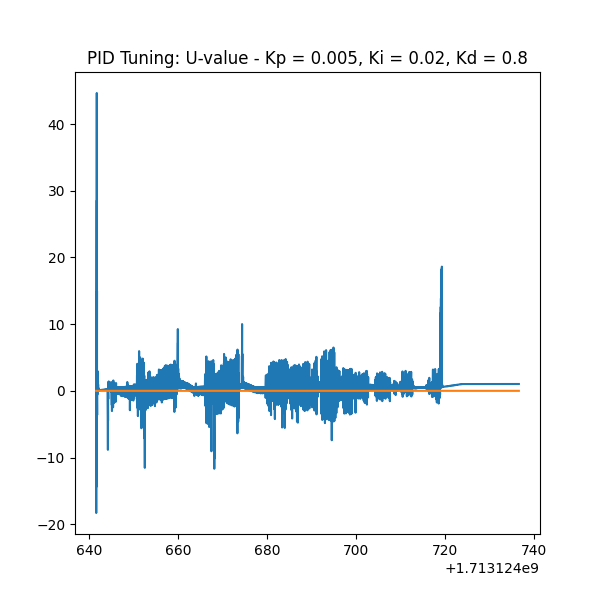 PID Tuning: U-value - Kp = 0.005, Ki = 0.02, Kd = 0.8
40
30
20
10
0
−10
−20
640 660 680 700 720 740
+1.713124e9